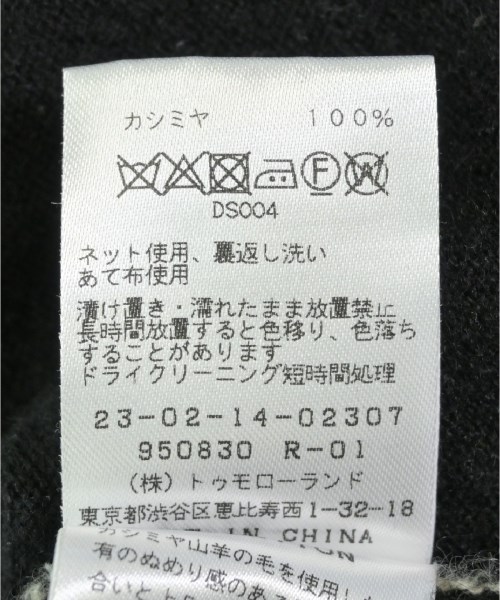 カシミヤ 100%
F W
DS004
ネット使用、裏返し洗い
あて布使用
漬け置き・濡れたまま放置禁止
長時間放置すると色移り、色落ち
することがあります
ドライクリーニング短時間処理
23-02-14-02307
950830 R-01
(株)トゥモローランド
東京都渋谷区恵比寿西1-32-18
IN CHINA
カシミヤ山羊の毛を使用し
有のぬめり感のある
合いと